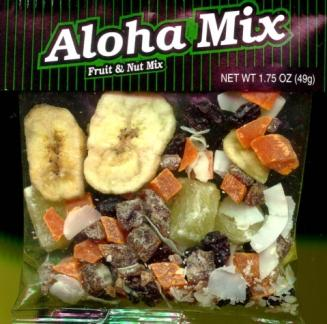 Aloha Mix
Fruit & Nut Mix
NET WT 1.75 OZ (49g)